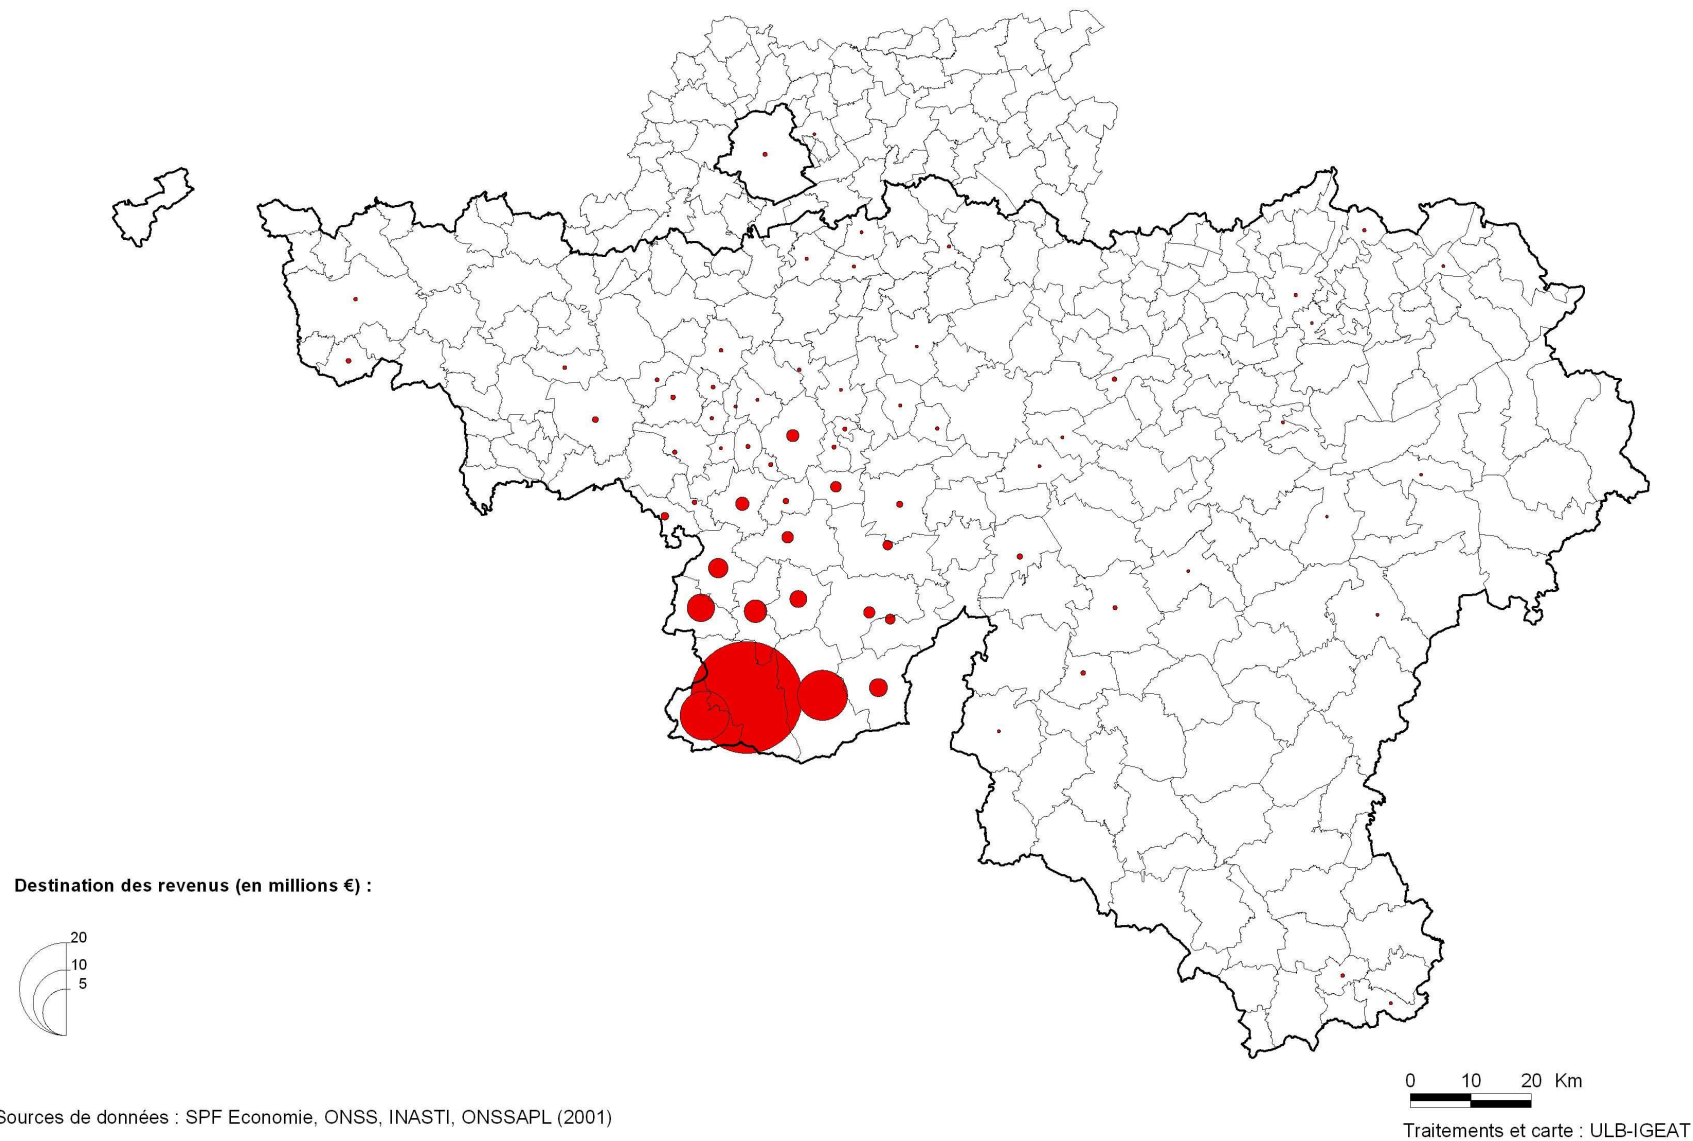 Destination des revenus (en millions €) :
20
10
5
0 10 20 Km
Sources de données : SPF Economie, ONSS, INASTI, ONSSAPL (2001)
Traitements et carte : ULB-IGEAT